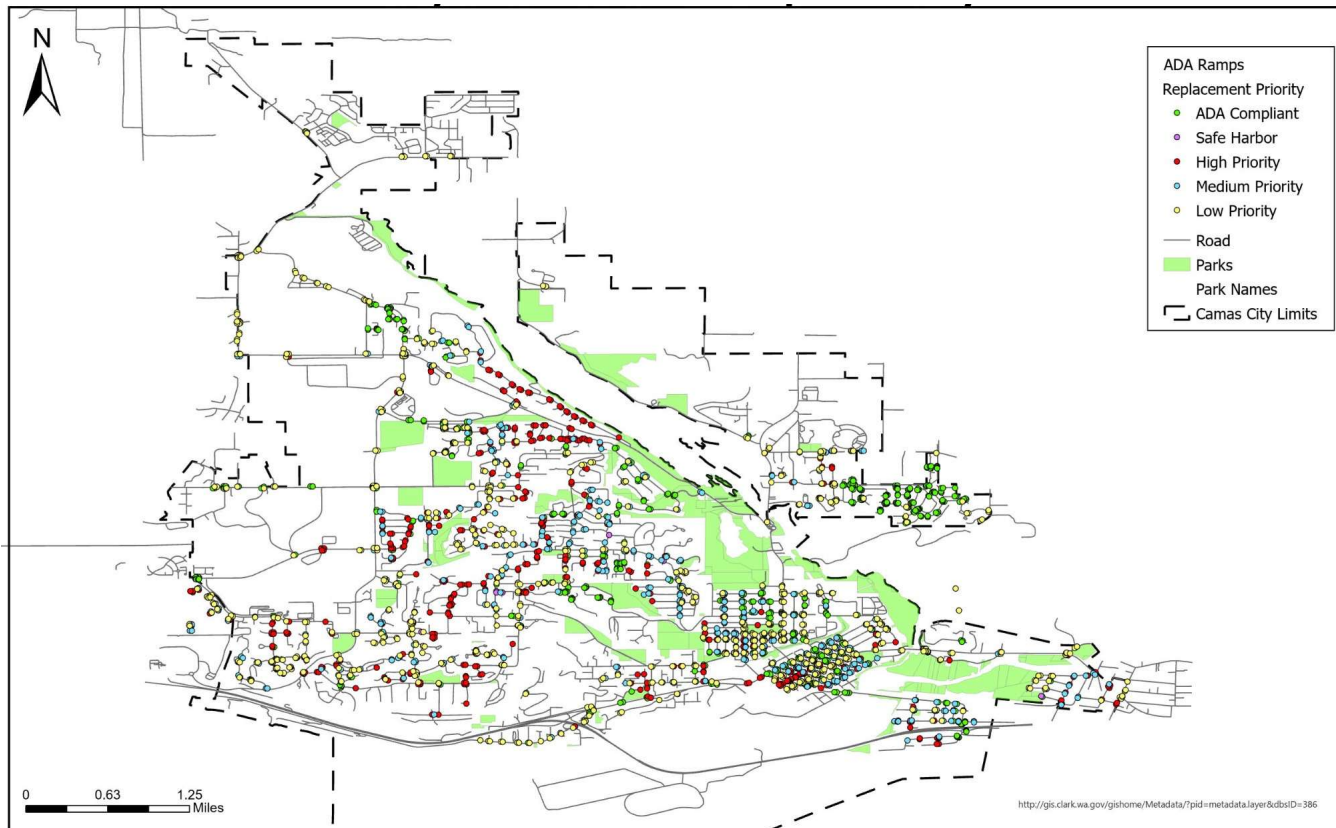 N
ADA Ramps
Replacement Priority
ADA Compliant
Safe Harbor
High Priority
Medium Priority
Low Priority
Road
Parks
Park Names
Camas City Limits
0 0.63 1.25
Miles
http://gis.clark.wa.gov/gishome/Metadata/?pid=metadata.layer&dbsID=386